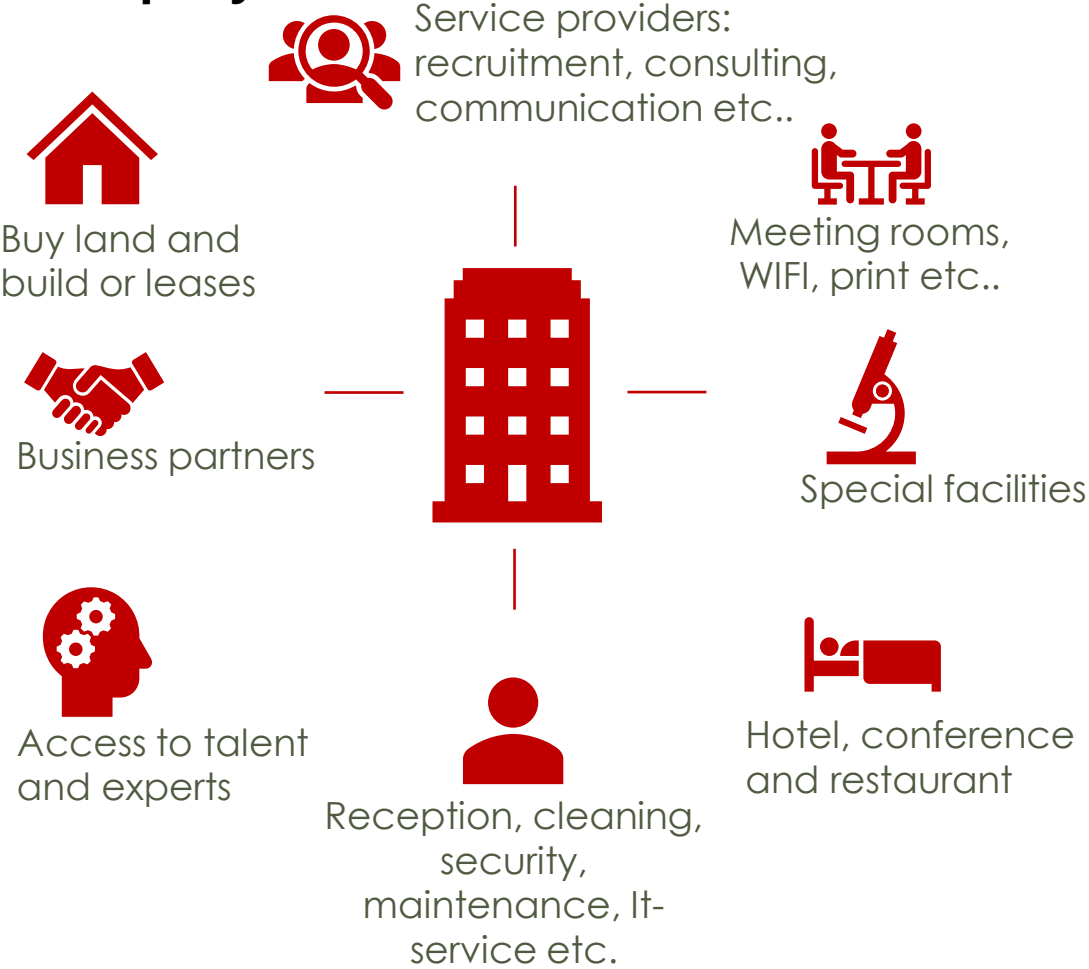 Service providers:
recruitment, consulting,
communication etc..
Buy land and
build or leases
Meeting rooms,
WIFI, print etc..
Business partners
Special facilities
Access to talent
and experts
Hotel, conference
and restaurant
Reception, cleaning,
security,
maintenance, It-
service etc.